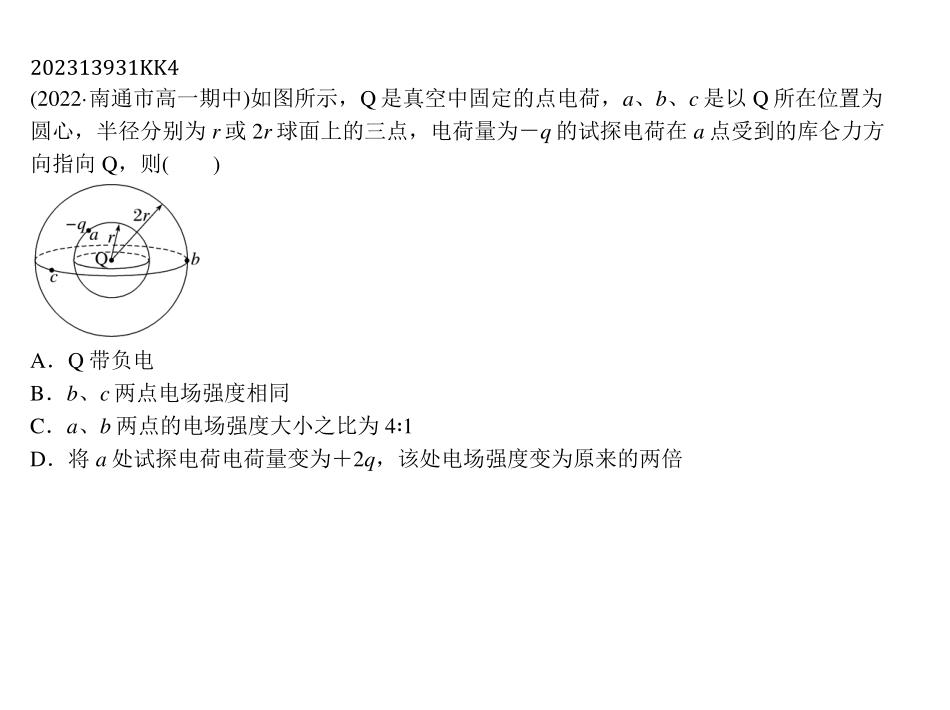 202313931KK4
(2022·南通市高一期中)如图所示，Q 是真空中固定的点电荷，a、b、c 是以 Q 所在位置为
圆心，半径分别为 r 或 2r 球面上的三点，电荷量为－q 的试探电荷在 a 点受到的库仑力方
向指向 Q，则(　　)
2r
−q
a
r
Q
b
c
A．Q 带负电
B．b、c 两点电场强度相同
C．a、b 两点的电场强度大小之比为 4∶1
D．将 a 处试探电荷电荷量变为＋2q，该处电场强度变为原来的两倍